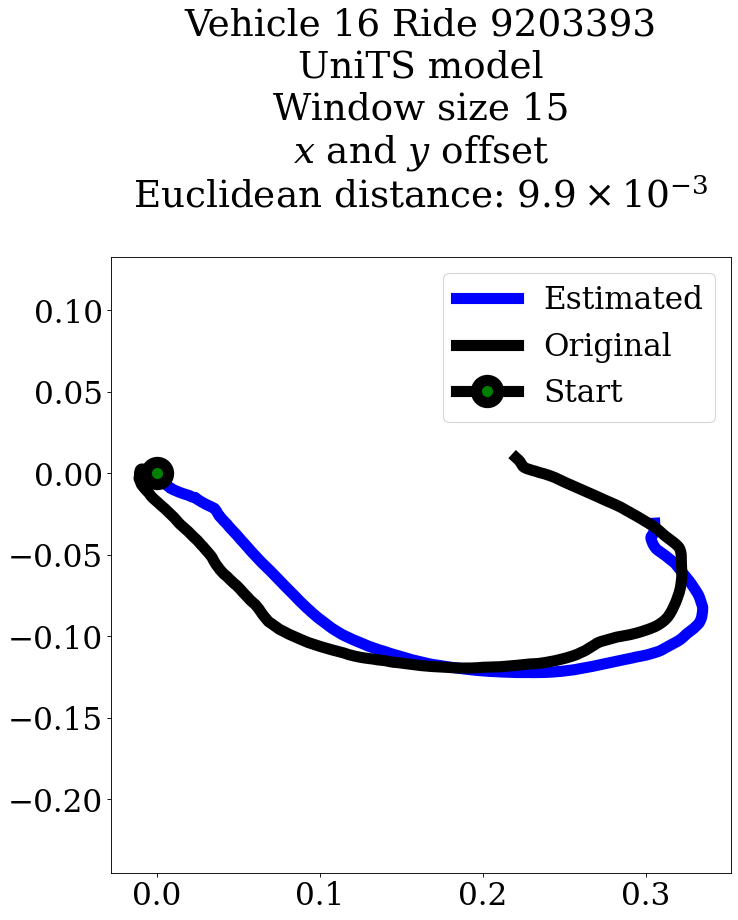 Vehicle 16 Ride 9203393
UniTS model
Window size 15
x and y offset
Euclidean distance: 9.9 × 10⁻³
Estimated
Original
Start
0.10
0.05
0.00
−0.05
−0.10
−0.15
−0.20
0.0 0.1 0.2 0.3